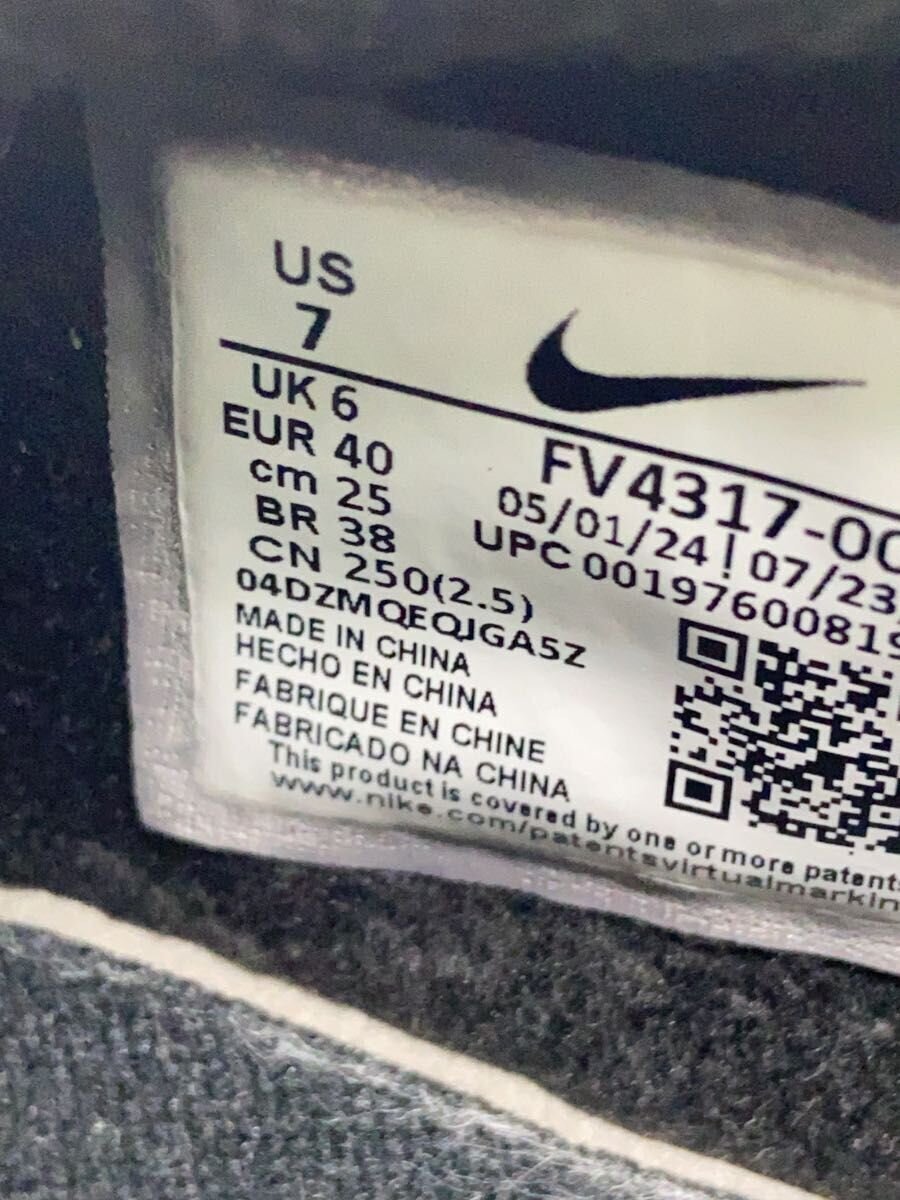 US
7
UK 6
EUR 40
cm 25
BR 38
CN 250(2.5)
04DZMQEQJGA5Z
MADE IN CHINA
HECHO EN CHINA
FABRIQUE EN CHINE
FABRICADO NA CHINA
This product is covered by one or more patents
www.nike.com/patentsvirtualmarkin
FV4317-00
05/01/24 | 07/23/
UPC 0019760081